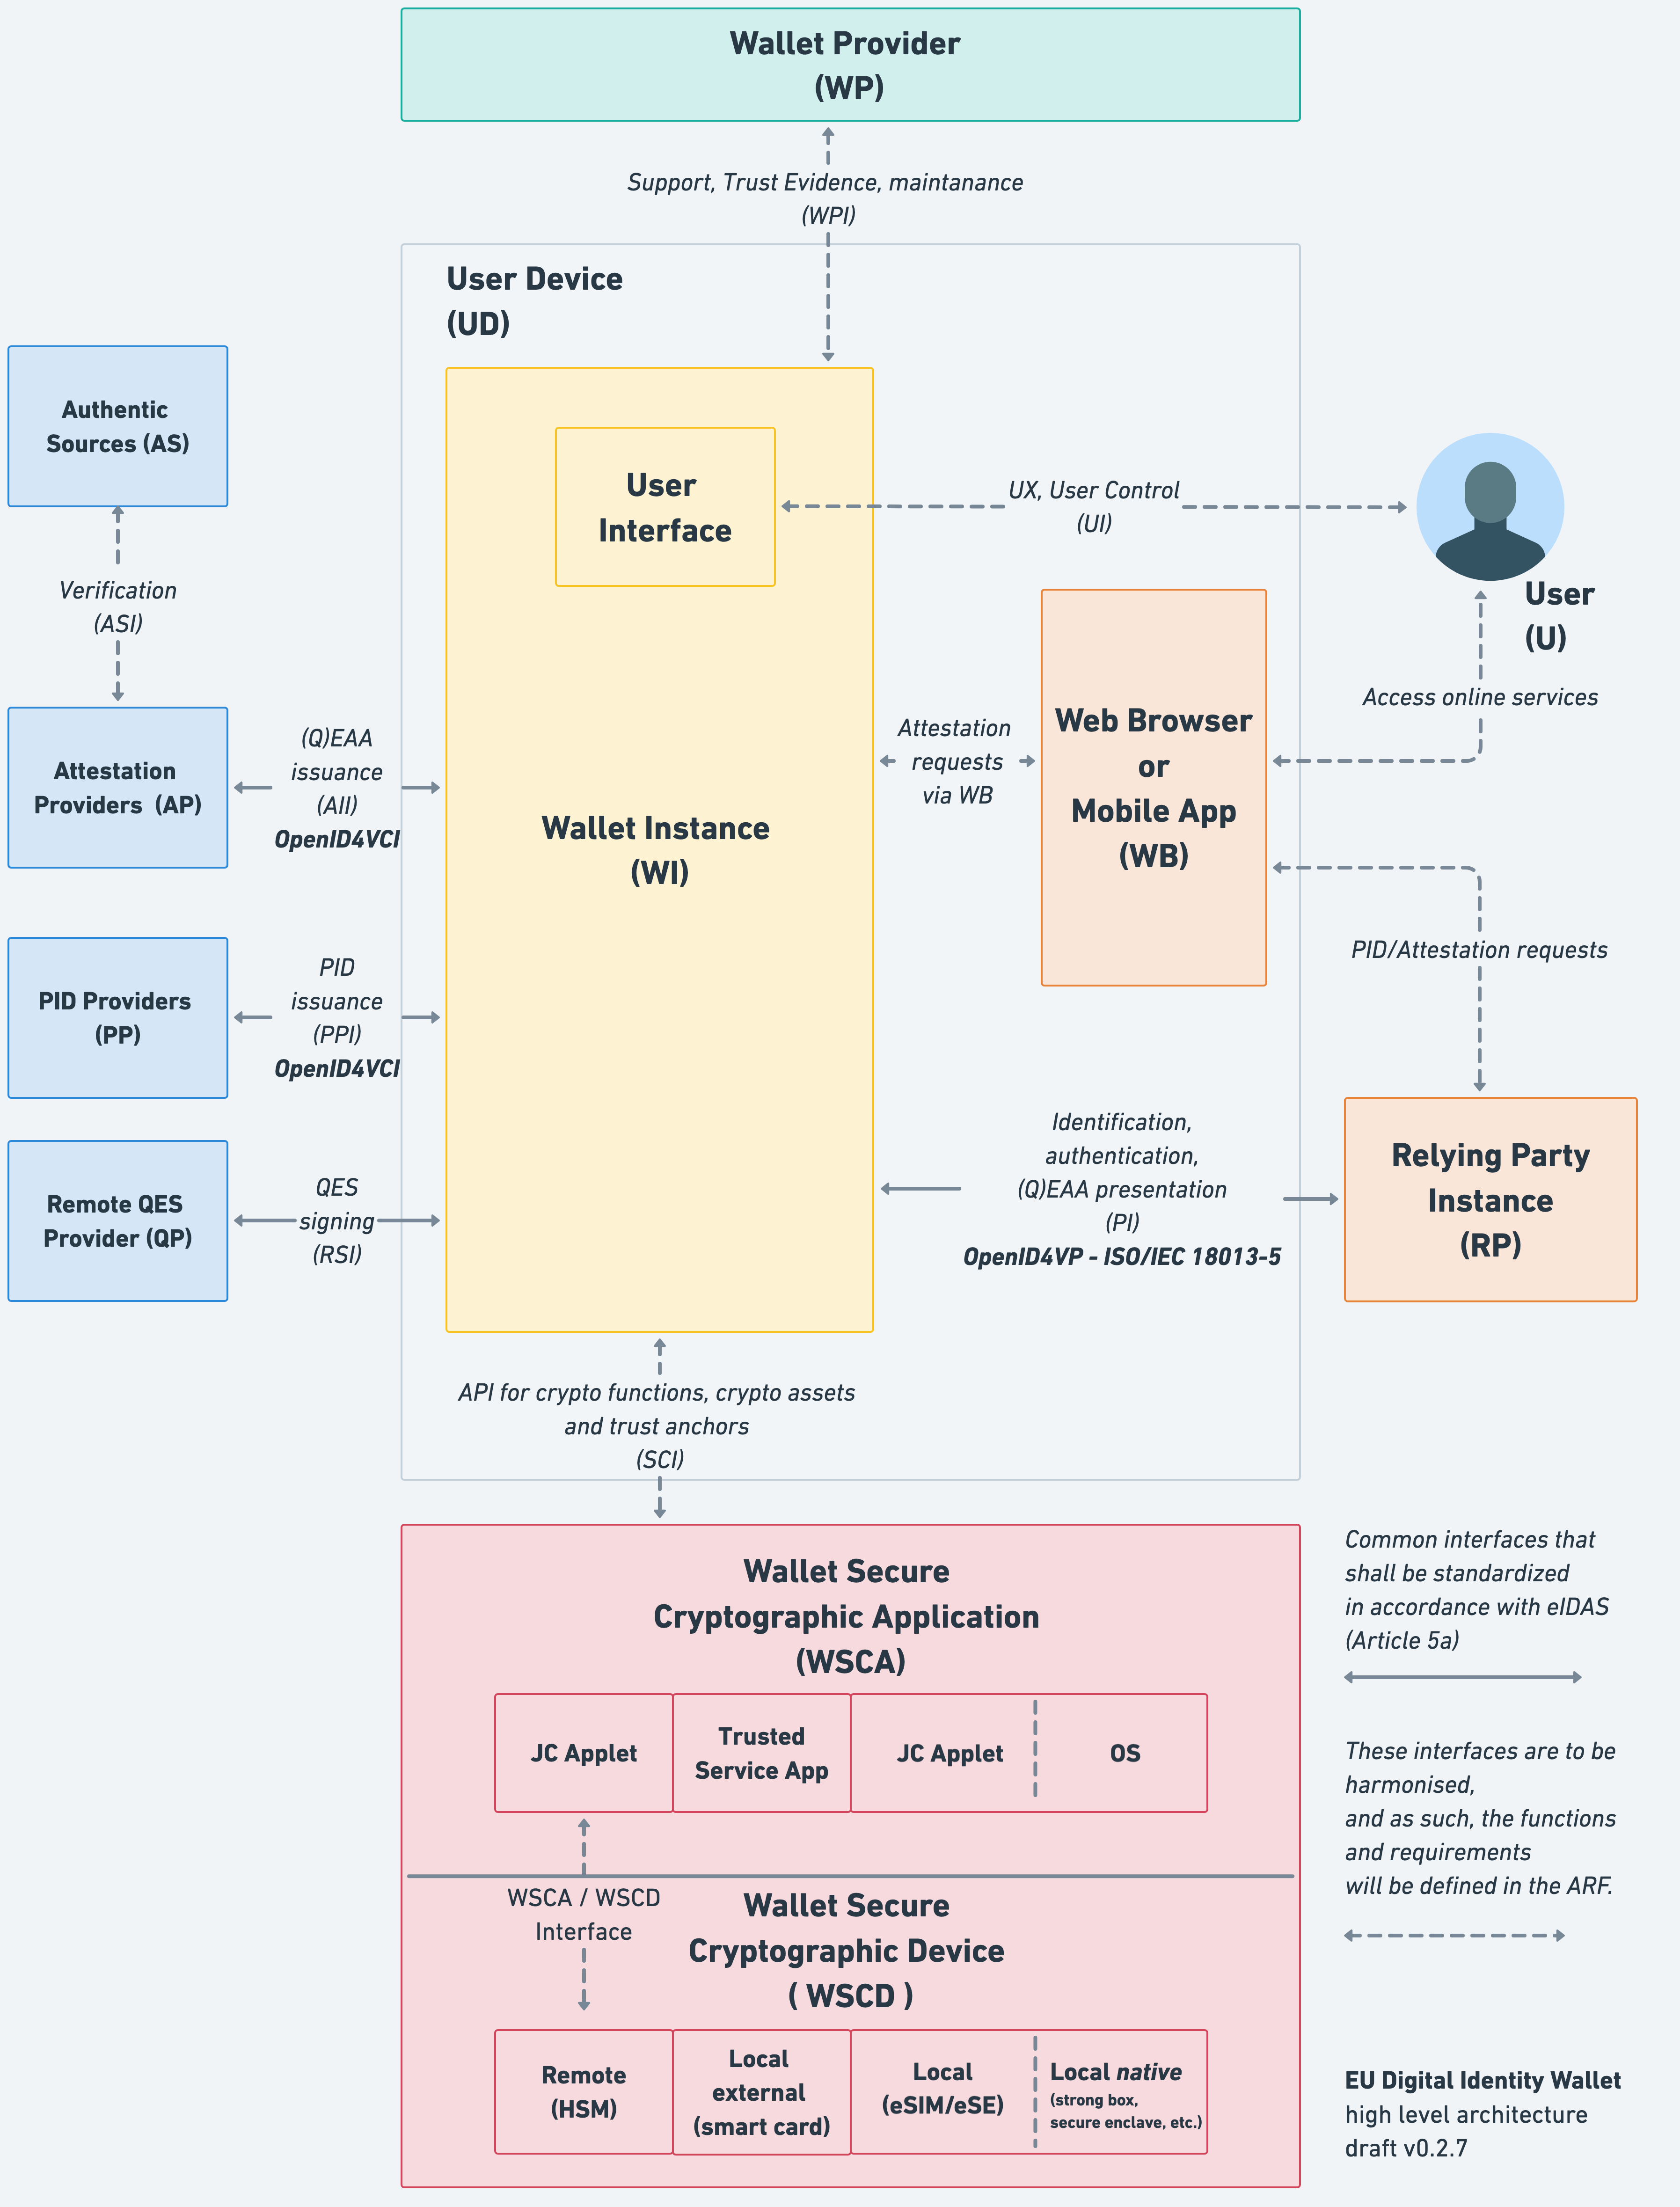 Wallet Provider
(WP)
Support, Trust Evidence, maintanance
(WPI)
User Device
(UD)
Authentic
Sources (AS)
User
Interface
UX, User Control
(UI)
User
(U)
Verification
(ASI)
Access online services
Attestation
Providers (AP)
(Q)EAA
issuance
(AII)
OpenID4VCI
Wallet Instance
(WI)
Attestation
requests
via WB
Web Browser
or
Mobile App
(WB)
PID/Attestation requests
PID Providers
(PP)
PID
issuance
(PPI)
OpenID4VCI
Remote QES
Provider (QP)
QES
signing
(RSI)
Identification,
authentication,
(Q)EAA presentation
(PI)
OpenID4VP - ISO/IEC 18013-5
Relying Party
Instance
(RP)
API for crypto functions, crypto assets
and trust anchors
(SCI)
Wallet Secure
Cryptographic Application
(WSCA)
JC Applet
Trusted
Service App
JC Applet
OS
WSCA / WSCD
Interface
Wallet Secure
Cryptographic Device
( WSCD )
Remote
(HSM)
Local
external
(smart card)
Local
(eSIM/eSE)
Local native
(strong box,
secure enclave, etc.)
Common interfaces that
shall be standardized
in accordance with eIDAS
(Article 5a)
These interfaces are to be
harmonised,
and as such, the functions
and requirements
will be defined in the ARF.
EU Digital Identity Wallet
high level architecture
draft v0.2.7